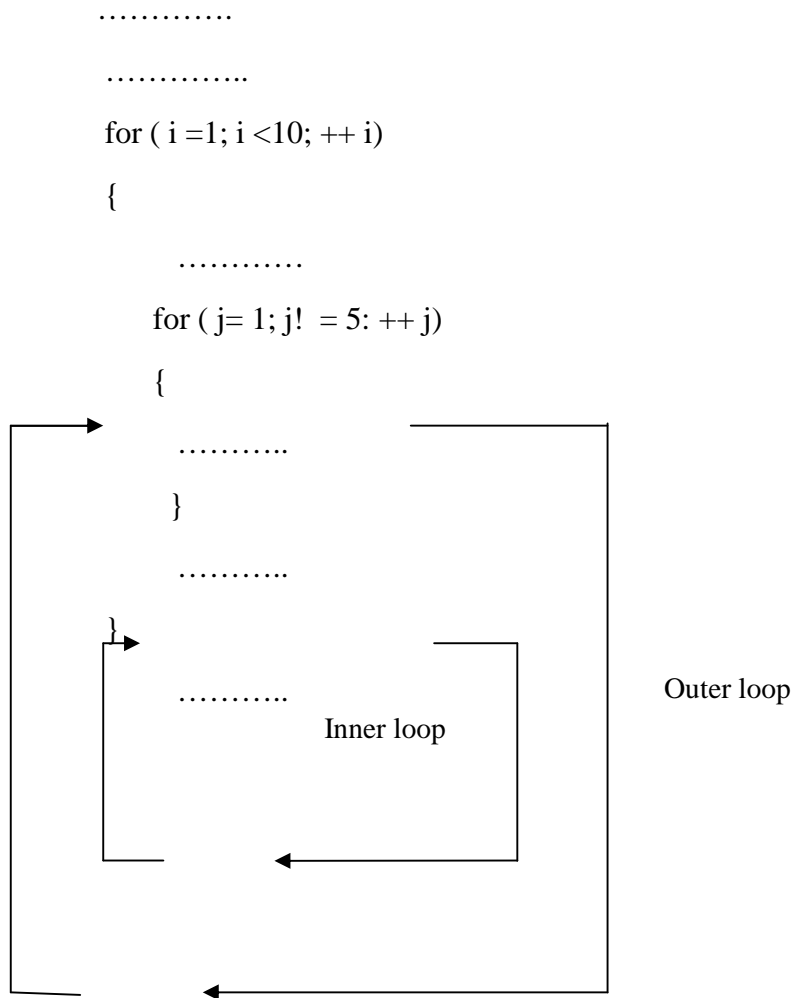 ………….
…………..
for ( i =1; i <10; ++ i)
{
…………
for ( j= 1; j! = 5: ++ j)
{
………..
}
………..
}
………..
Outer loop
Inner loop